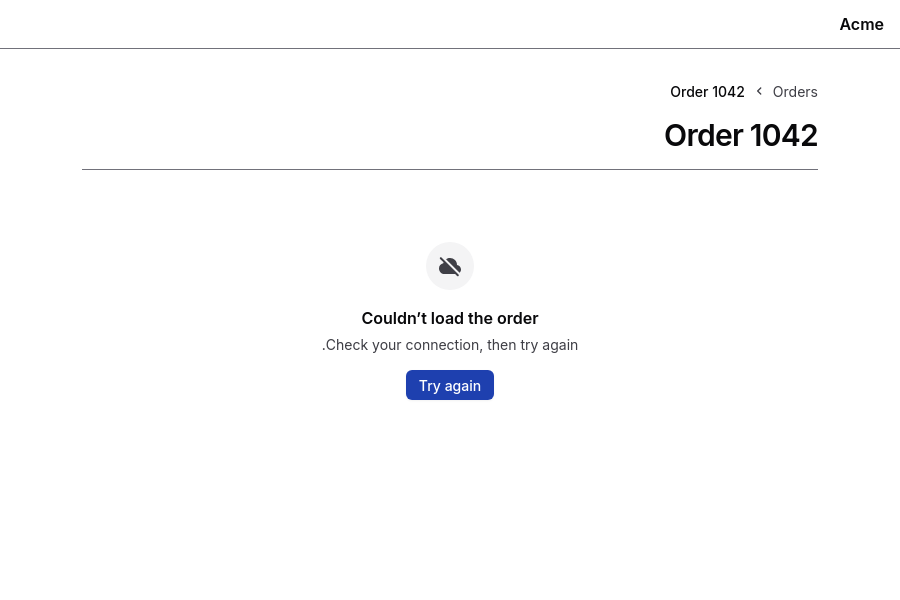 Acme
Order 1042 ‹ Orders
Order 1042
Couldn’t load the order
.Check your connection, then try again
Try again